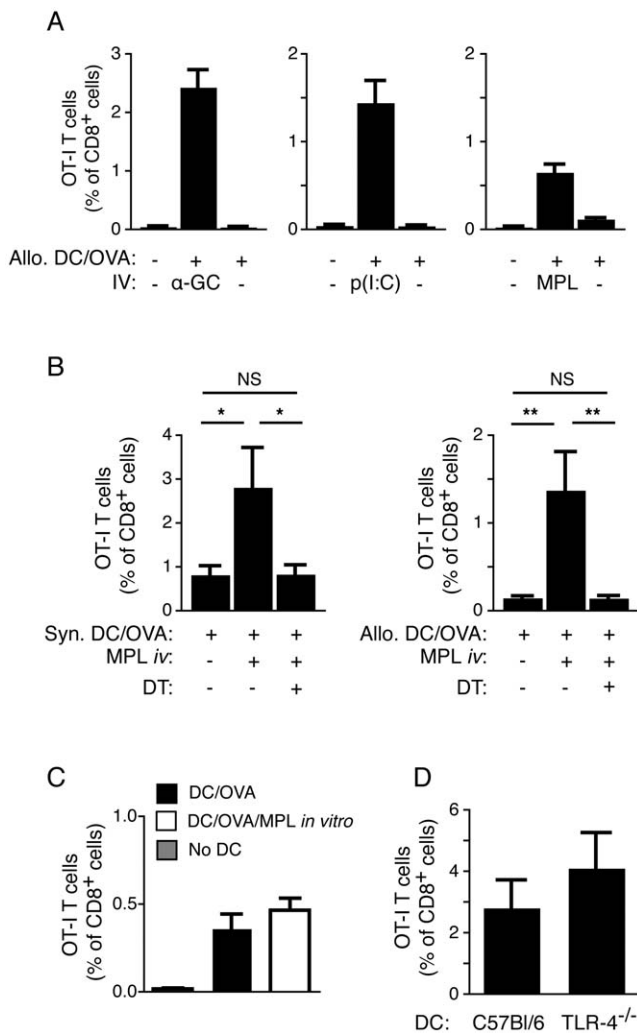 A
OT-I T cells
(% of CD8+ cells)
3
2
1
0
2
1
0
2
1
0
Allo. DC/OVA: - + + - + + - + +
IV: - α-GC - - p(I:C) - - MPL -
B
NS
* *
OT-I T cells
(% of CD8+ cells)
4
3
2
1
0
Syn. DC/OVA: + + +
MPL iv: - + +
DT: - - +
NS
** **
OT-I T cells
(% of CD8+ cells)
2
1
0
Allo. DC/OVA: + + +
MPL iv: - + +
DT: - - +
C
DC/OVA
DC/OVA/MPL in vitro
No DC
OT-I T cells
(% of CD8+ cells)
1.0
0.5
0.0
D
OT-I T cells
(% of CD8+ cells)
6
4
2
0
DC: C57Bl/6 TLR-4-/-